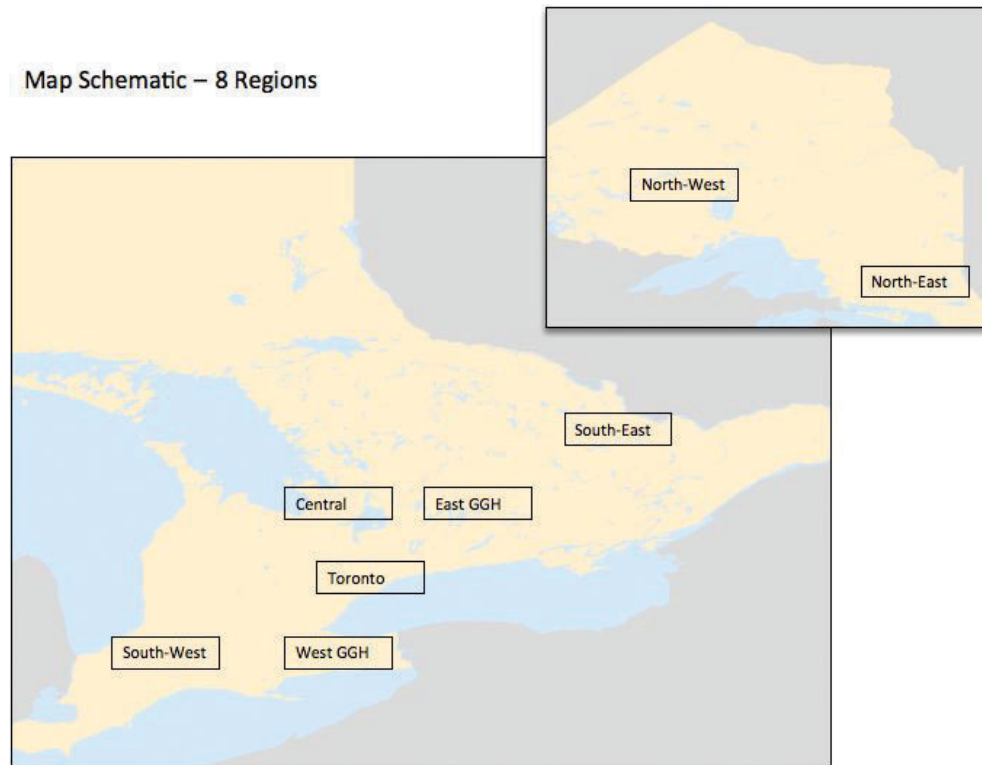 Map Schematic – 8 Regions
North-West
North-East
South-East
Central
East GGH
Toronto
South-West
West GGH